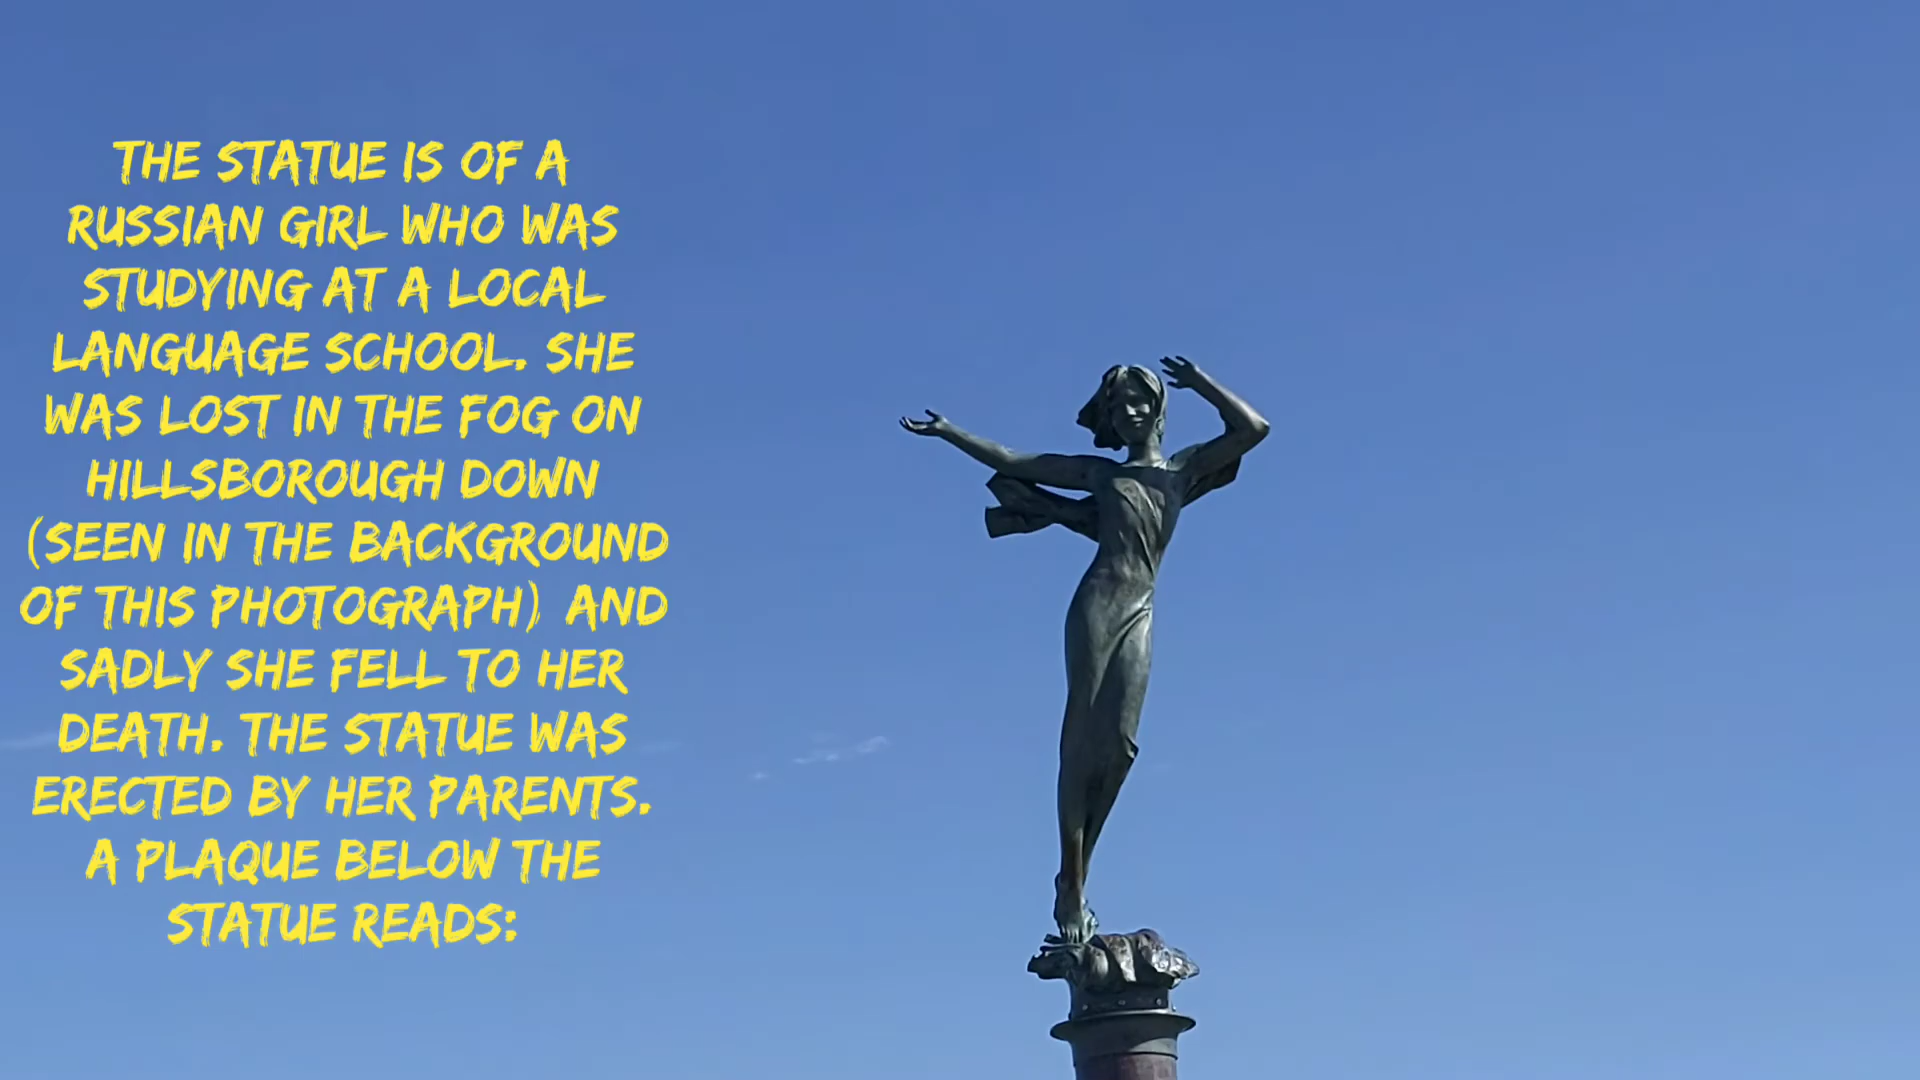 THE STATUE IS OF A
RUSSIAN GIRL WHO WAS
STUDYING AT A LOCAL
LANGUAGE SCHOOL. SHE
WAS LOST IN THE FOG ON
HILLSBOROUGH DOWN
(SEEN IN THE BACKGROUND
OF THIS PHOTOGRAPH) AND
SADLY SHE FELL TO HER
DEATH. THE STATUE WAS
ERECTED BY HER PARENTS.
A PLAQUE BELOW THE
STATUE READS: